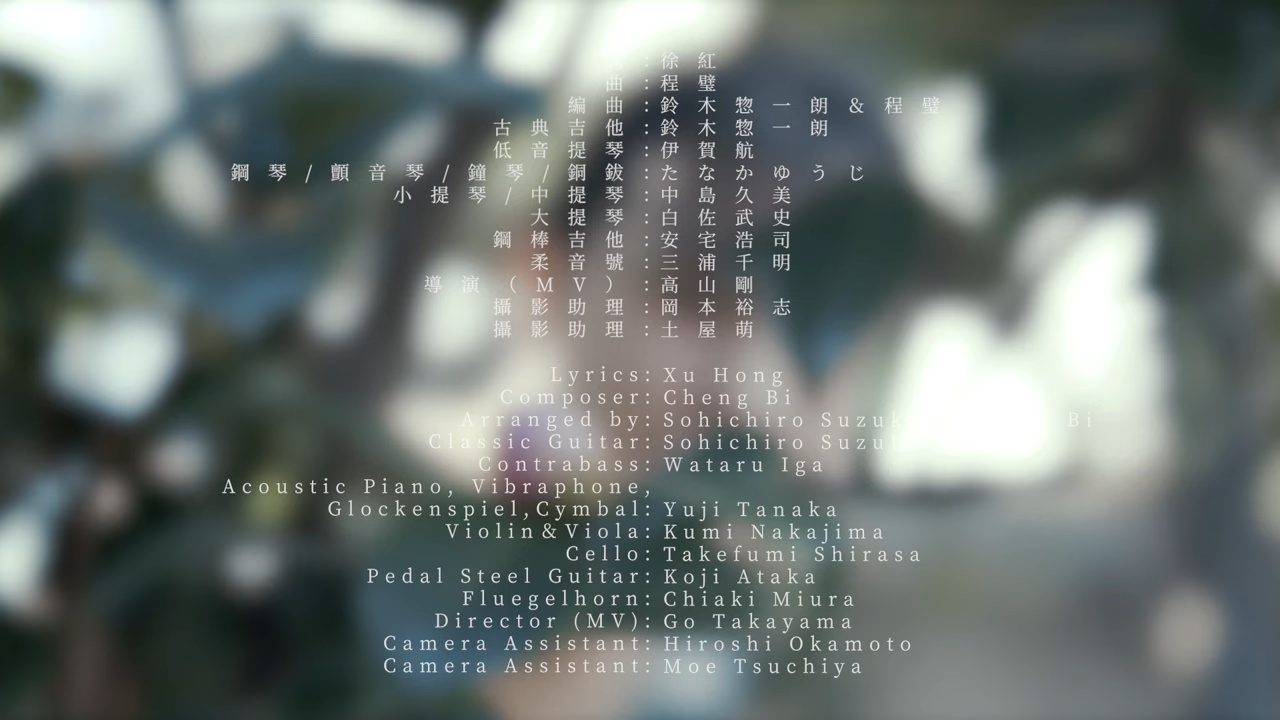 ：徐紅
曲：程璧
編曲：鈴木惣一朗＆程璧
古典吉他：鈴木惣一朗
低音提琴：伊賀航
鋼琴/顫音琴/鐘琴/銅鈸：たなかゆうじ
小提琴/中提琴：中島久美
大提琴：白佐武史
鋼棒吉他：安宅浩司
柔音號：三浦千明
導演（MV）：高山剛
攝影助理：岡本裕志
攝影助理：土屋萌
Lyrics: Xu Hong
Composer: Cheng Bi
Arranged by: Sohichiro Bi
Classic Guitar: Sohichiro
Contrabass: Wataru Iga
Acoustic Piano, Vibraphone,
Glockenspiel,Cymbal: Yuji Tanaka
Violin&Viola: Kumi Nakajima
Cello: Takefumi Shirasa
Pedal Steel Guitar: Koji Ataka
Fluegelhorn: Chiaki Miura
Director (MV): Go Takayama
Camera Assistant: Hiroshi Okamoto
Camera Assistant: Moe Tsuchiya